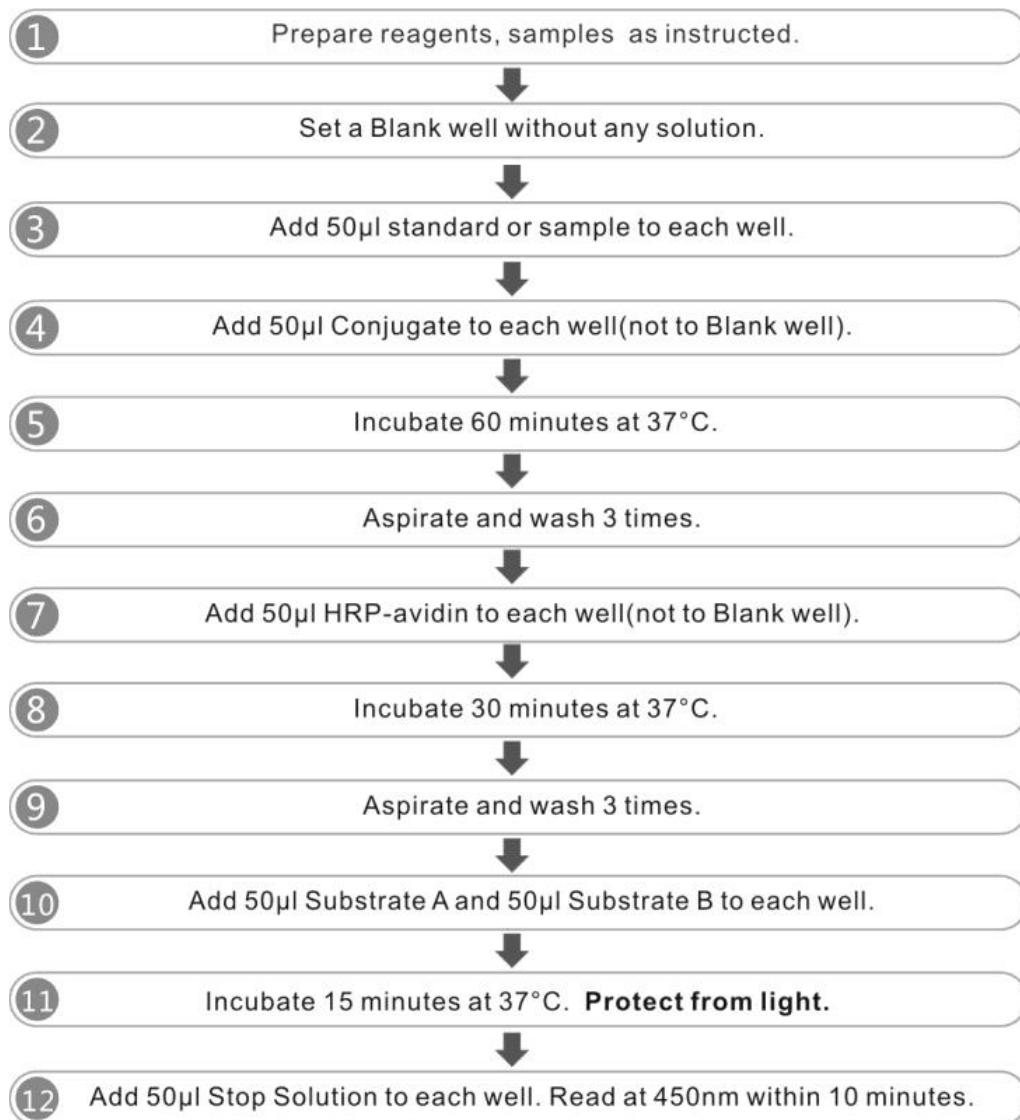 1 Prepare reagents, samples as instructed.
2 Set a Blank well without any solution.
3 Add 50μl standard or sample to each well.
4 Add 50μl Conjugate to each well(not to Blank well).
5 Incubate 60 minutes at 37°C.
6 Aspirate and wash 3 times.
7 Add 50μl HRP-avidin to each well(not to Blank well).
8 Incubate 30 minutes at 37°C.
9 Aspirate and wash 3 times.
10 Add 50μl Substrate A and 50μl Substrate B to each well.
11 Incubate 15 minutes at 37°C. Protect from light.
12 Add 50μl Stop Solution to each well. Read at 450nm within 10 minutes.